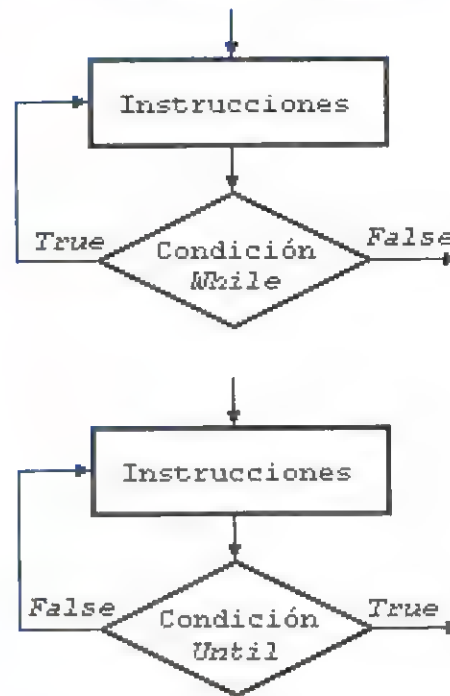 Instrucciones
True
Condición
While
False
Instrucciones
False
Condición
Until
True